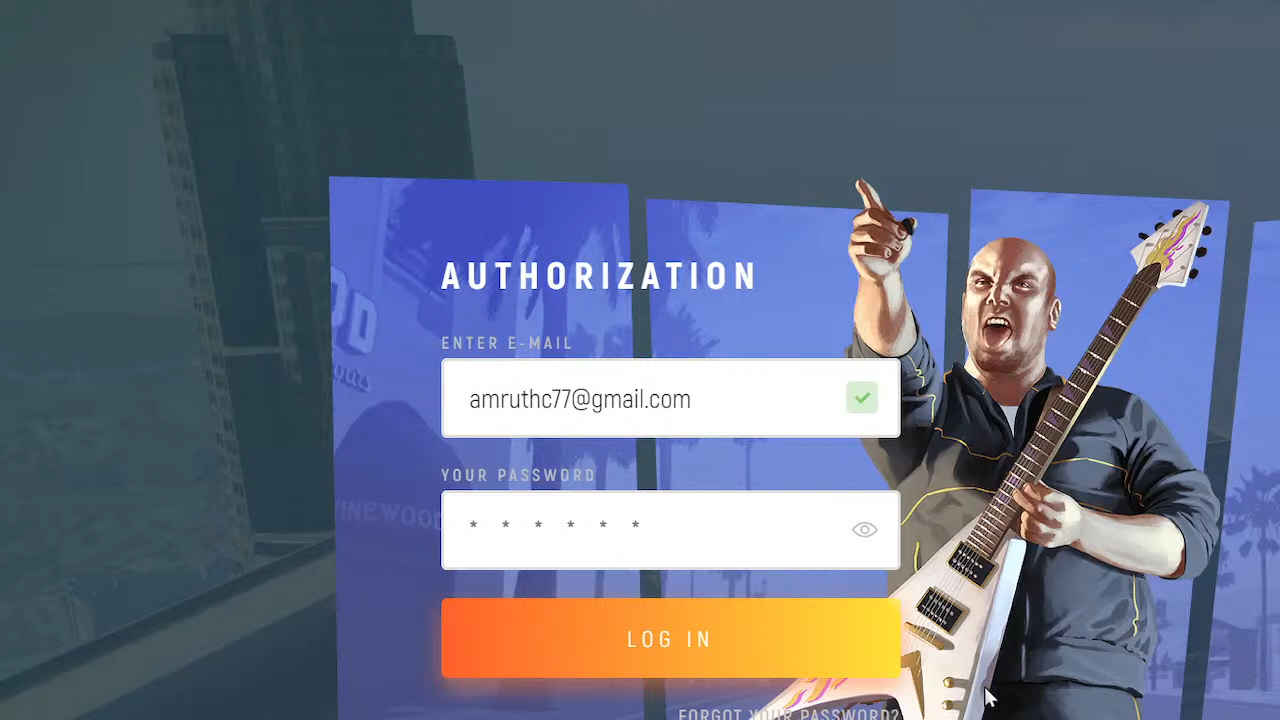 AUTHORIZATION
ENTER E-MAIL
amruthc77@gmail.com
YOUR PASSWORD
* * * * * *
LOG IN
FORGOT YOUR PASSWORD?